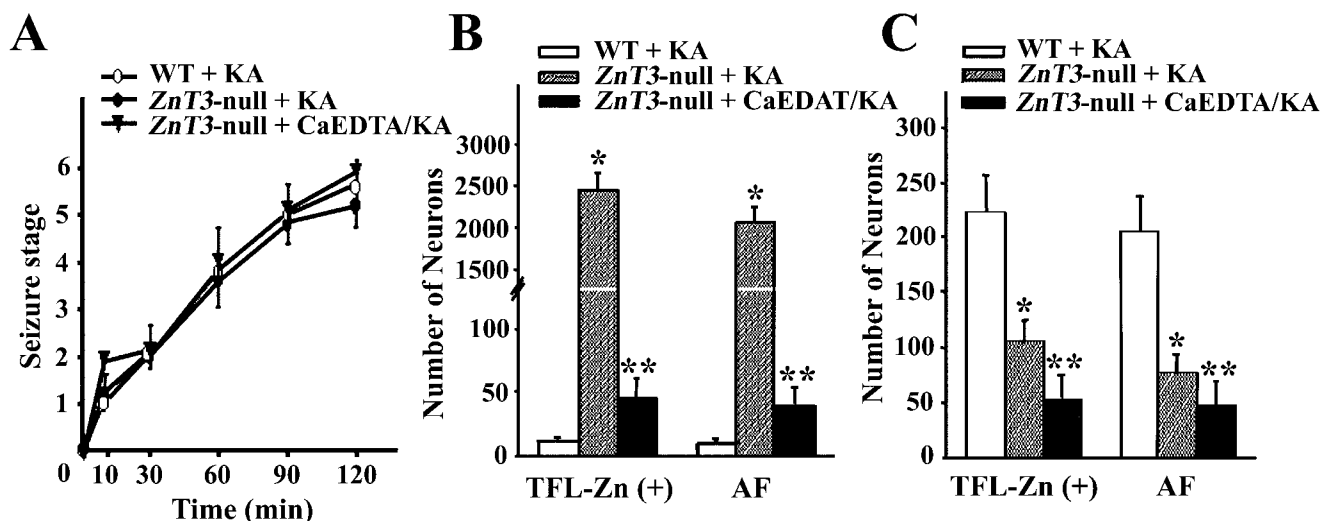 A
WT + KA
ZnT3-null + KA
ZnT3-null + CaEDTA/KA
Seizure stage
6
5
4
3
2
1
0
10
30
60
90
120
Time (min)
B
WT + KA
ZnT3-null + KA
ZnT3-null + CaEDAT/KA
Number of Neurons
3000
2500
2000
1500
100
50
0
*
**
*
**
TFL-Zn (+)
AF
C
WT + KA
ZnT3-null + KA
ZnT3-null + CaEDTA/KA
Number of Neurons
300
250
200
150
100
50
0
*
**
*
**
TFL-Zn (+)
AF